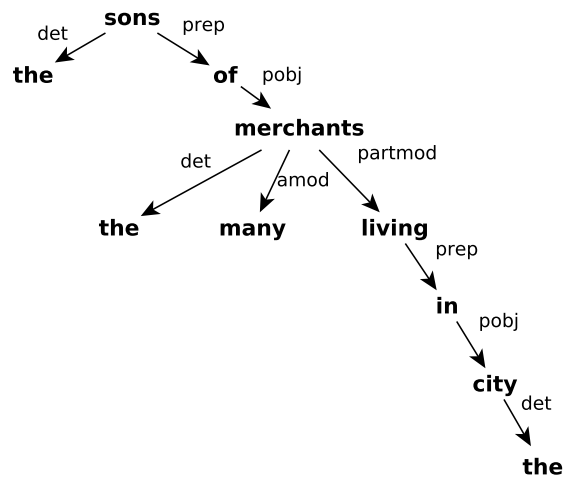 sons
det prep
the of pobj
merchants
det amod partmod
the many living
prep
in
pobj
city
det
the